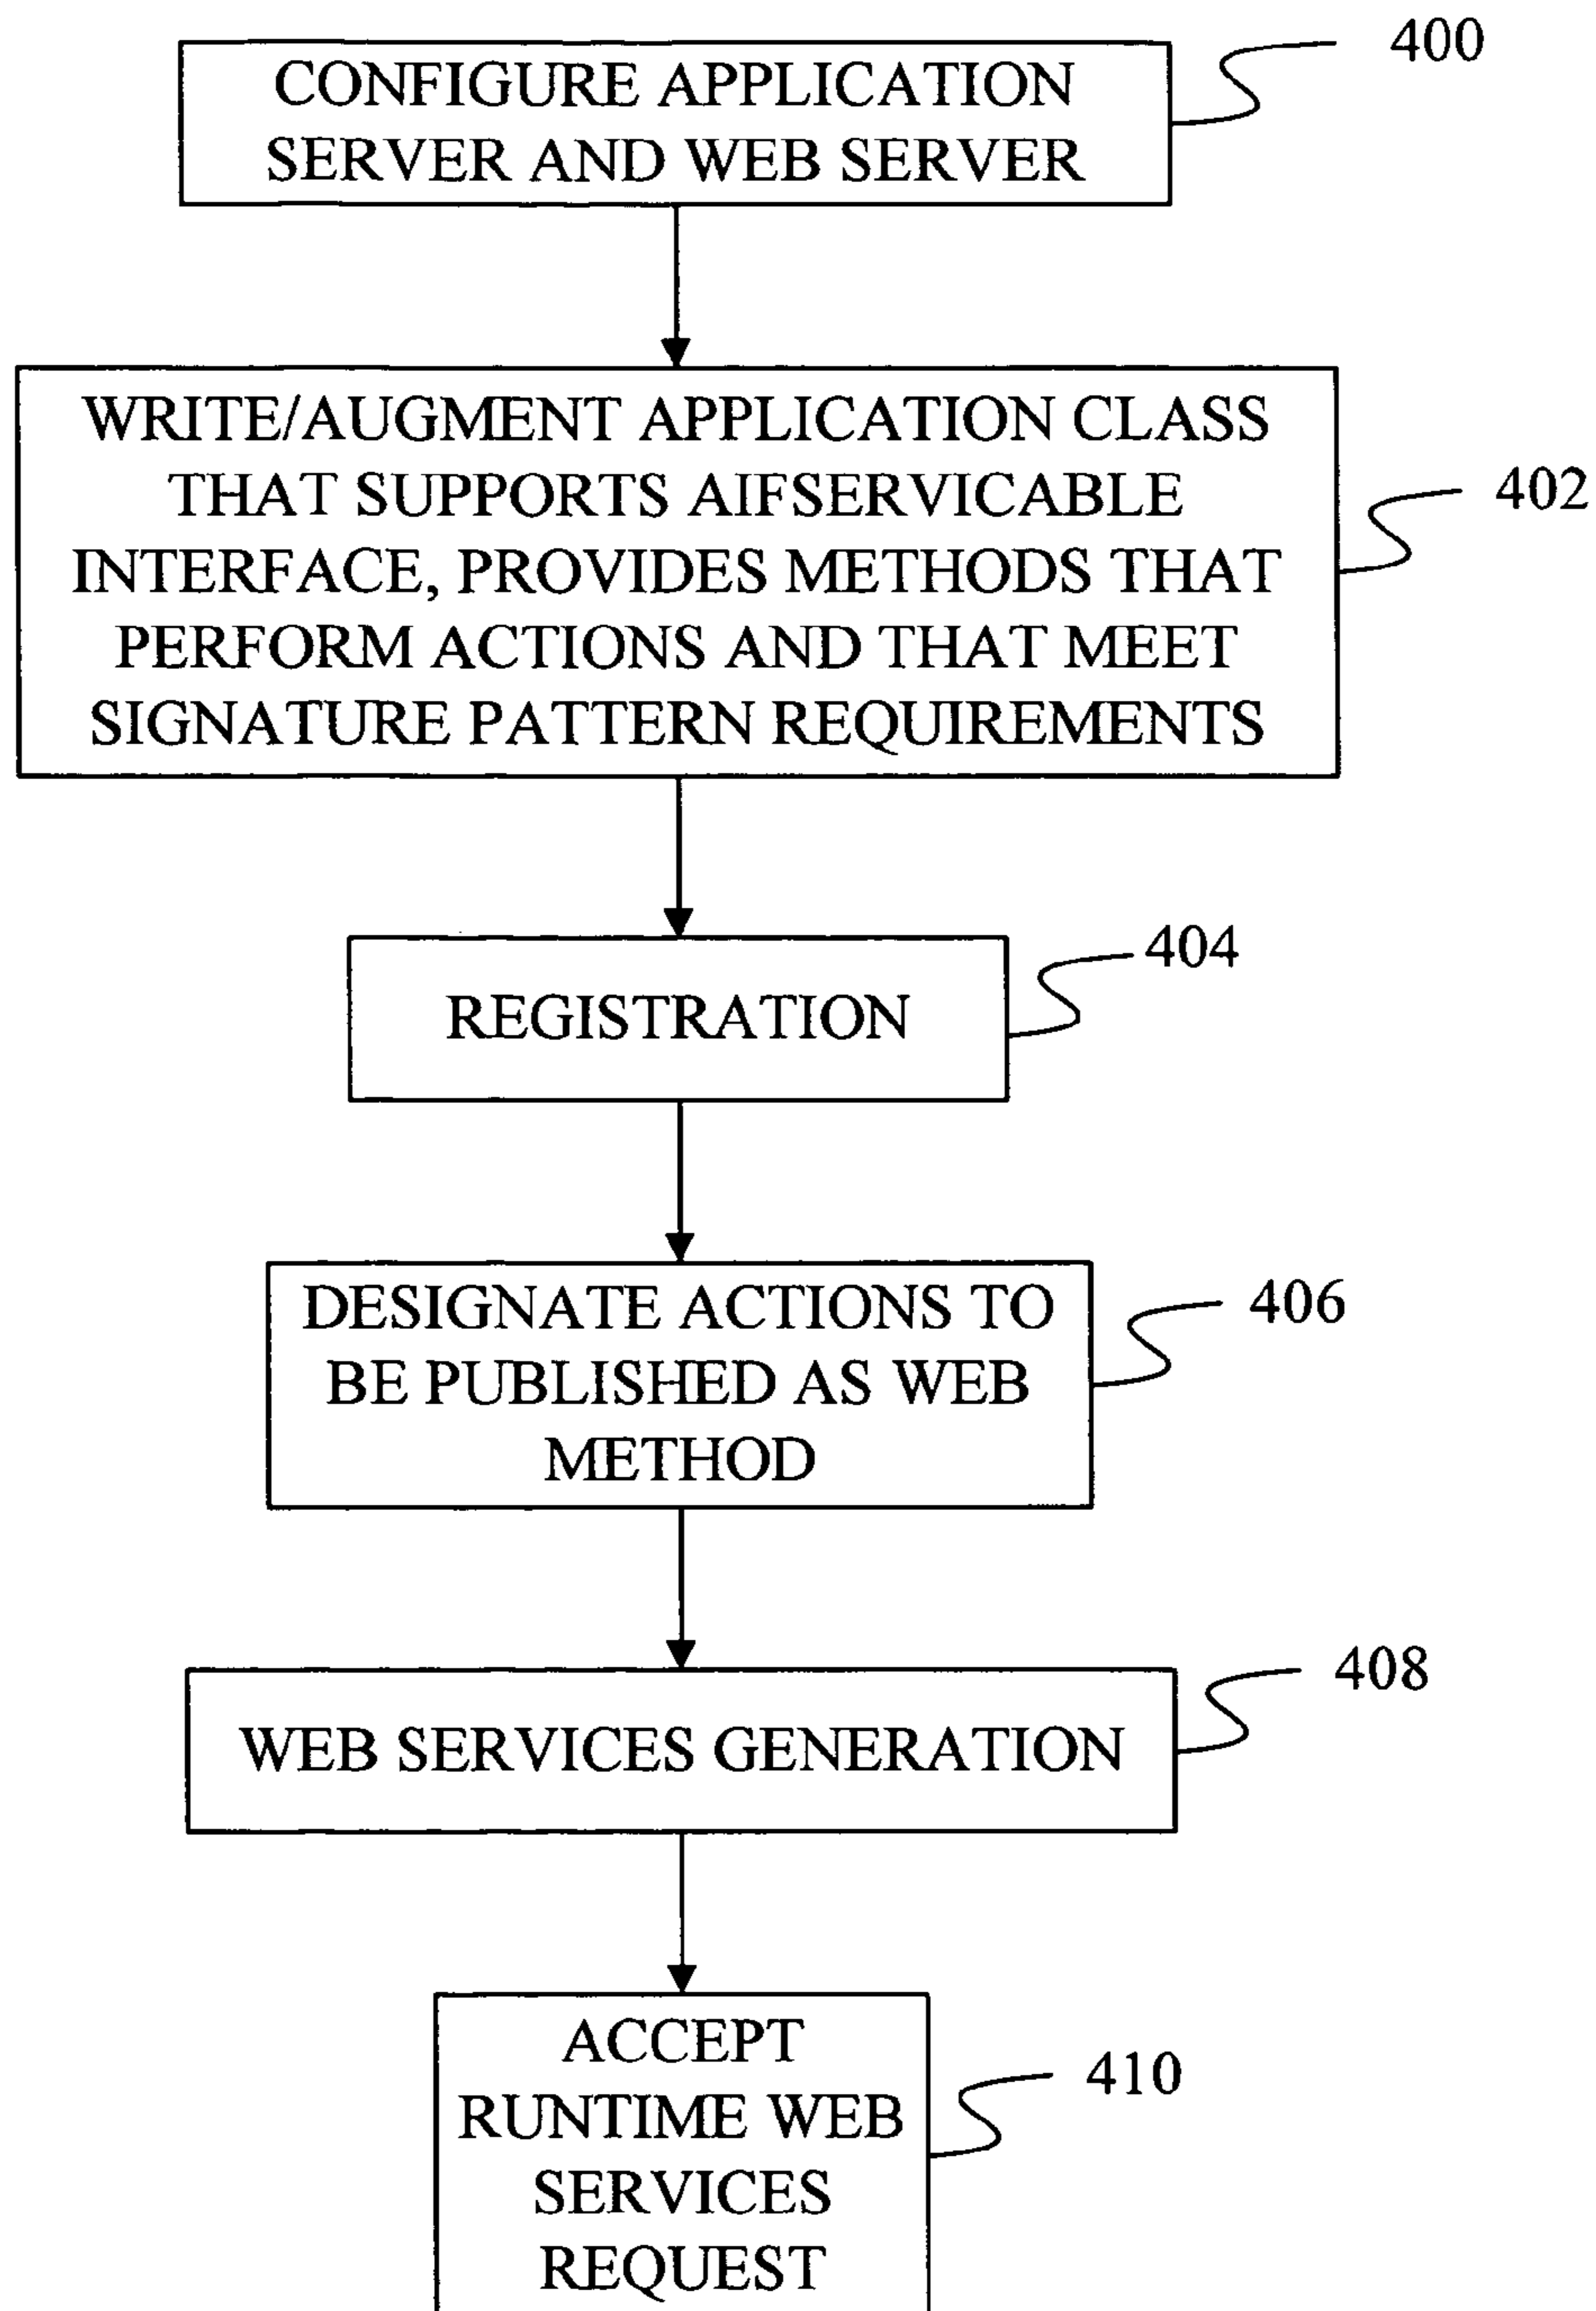 400
CONFIGURE APPLICATION
SERVER AND WEB SERVER
WRITE/AUGMENT APPLICATION CLASS
THAT SUPPORTS AIFSERVICABLE
INTERFACE, PROVIDES METHODS THAT
PERFORM ACTIONS AND THAT MEET
SIGNATURE PATTERN REQUIREMENTS
402
404
REGISTRATION
DESIGNATE ACTIONS TO
BE PUBLISHED AS WEB
METHOD
406
408
WEB SERVICES GENERATION
ACCEPT
RUNTIME WEB
SERVICES
REQUEST
410